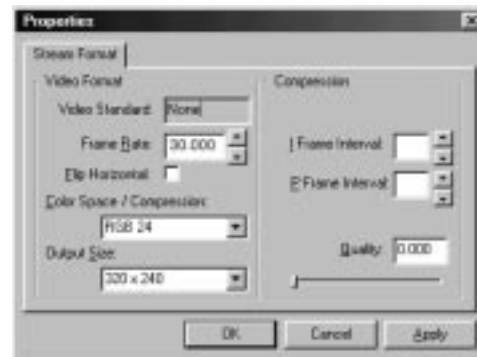 Properties
Stream Format
Video Format
Video Standard: None
Frame Rate: 30.000
Flip Horizontal:
Color Space / Compression:
RGB 24
Output Size:
320 x 240
Compression
I Frame Interval:
P Frame Interval:
Quality: 0.000
OK
Cancel
Apply